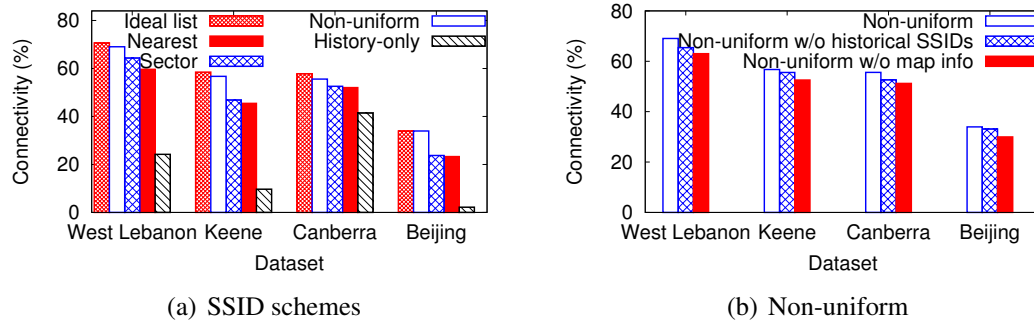 Connectivity (%)
80
60
40
20
0
Ideal list
Nearest
Sector
Non-uniform
History-only
West Lebanon Keene Canberra Beijing
Dataset
(a) SSID schemes
Connectivity (%)
80
60
40
20
0
Non-uniform
Non-uniform w/o historical SSIDs
Non-uniform w/o map info
West Lebanon Keene Canberra Beijing
Dataset
(b) Non-uniform